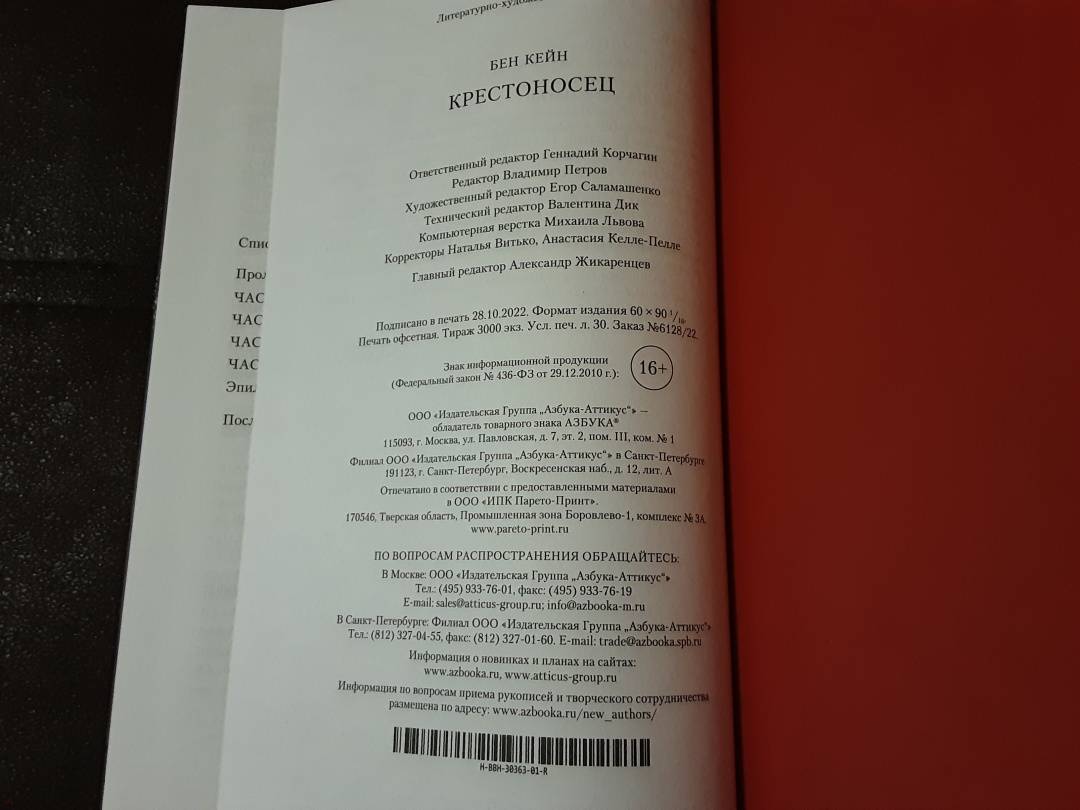 Литературно-худож
БЕН КЕЙН
КРЕСТОНОСЕЦ
Ответственный редактор Геннадий Корчагин
Редактор Владимир Петров
Художественный редактор Егор Саламашенко
Технический редактор Валентина Дик
Компьютерная верстка Михаила Львова
Корректоры Наталья Витько, Анастасия Келле-Пелле
Главный редактор Александр Жикаренцев
Подписано в печать 28.10.2022. Формат издания 60 × 90 1/16.
Печать офсетная. Тираж 3000 экз. Усл. печ. л. 30. Заказ №6128/22.
Знак информационной продукции
(Федеральный закон № 436-ФЗ от 29.12.2010 г.):
16+
ООО «Издательская Группа „Азбука-Аттикус“» —
обладатель товарного знака АЗБУКА®
115093, г. Москва, ул. Павловская, д. 7, эт. 2, пом. III, ком. № 1
Филиал ООО «Издательская Группа „Азбука-Аттикус“» в Санкт-Петербурге
191123, г. Санкт-Петербург, Воскресенская наб., д. 12, лит. А
Отпечатано в соответствии с предоставленными материалами
в ООО «ИПК Парето-Принт».
170546, Тверская область, Промышленная зона Боровлево-1, комплекс № 3А.
www.pareto-print.ru
ПО ВОПРОСАМ РАСПРОСТРАНЕНИЯ ОБРАЩАЙТЕСЬ:
В Москве: ООО «Издательская Группа „Азбука-Аттикус“»
Тел.: (495) 933-76-01, факс: (495) 933-76-19
E-mail: sales@atticus-group.ru; info@azbooka-m.ru
В Санкт-Петербурге: Филиал ООО «Издательская Группа „Азбука-Аттикус“»
Тел.: (812) 327-04-55, факс: (812) 327-01-60. E-mail: trade@azbooka.spb.ru
Информация о новинках и планах на сайтах:
www.azbooka.ru, www.atticus-group.ru
Информация по вопросам приема рукописей и творческого сотрудничества
размещена по адресу: www.azbooka.ru/new_authors/
H-BBH-30363-01-R
Спис
Прол
ЧАС
ЧАС
ЧАС
ЧАС
Эпил
Посл